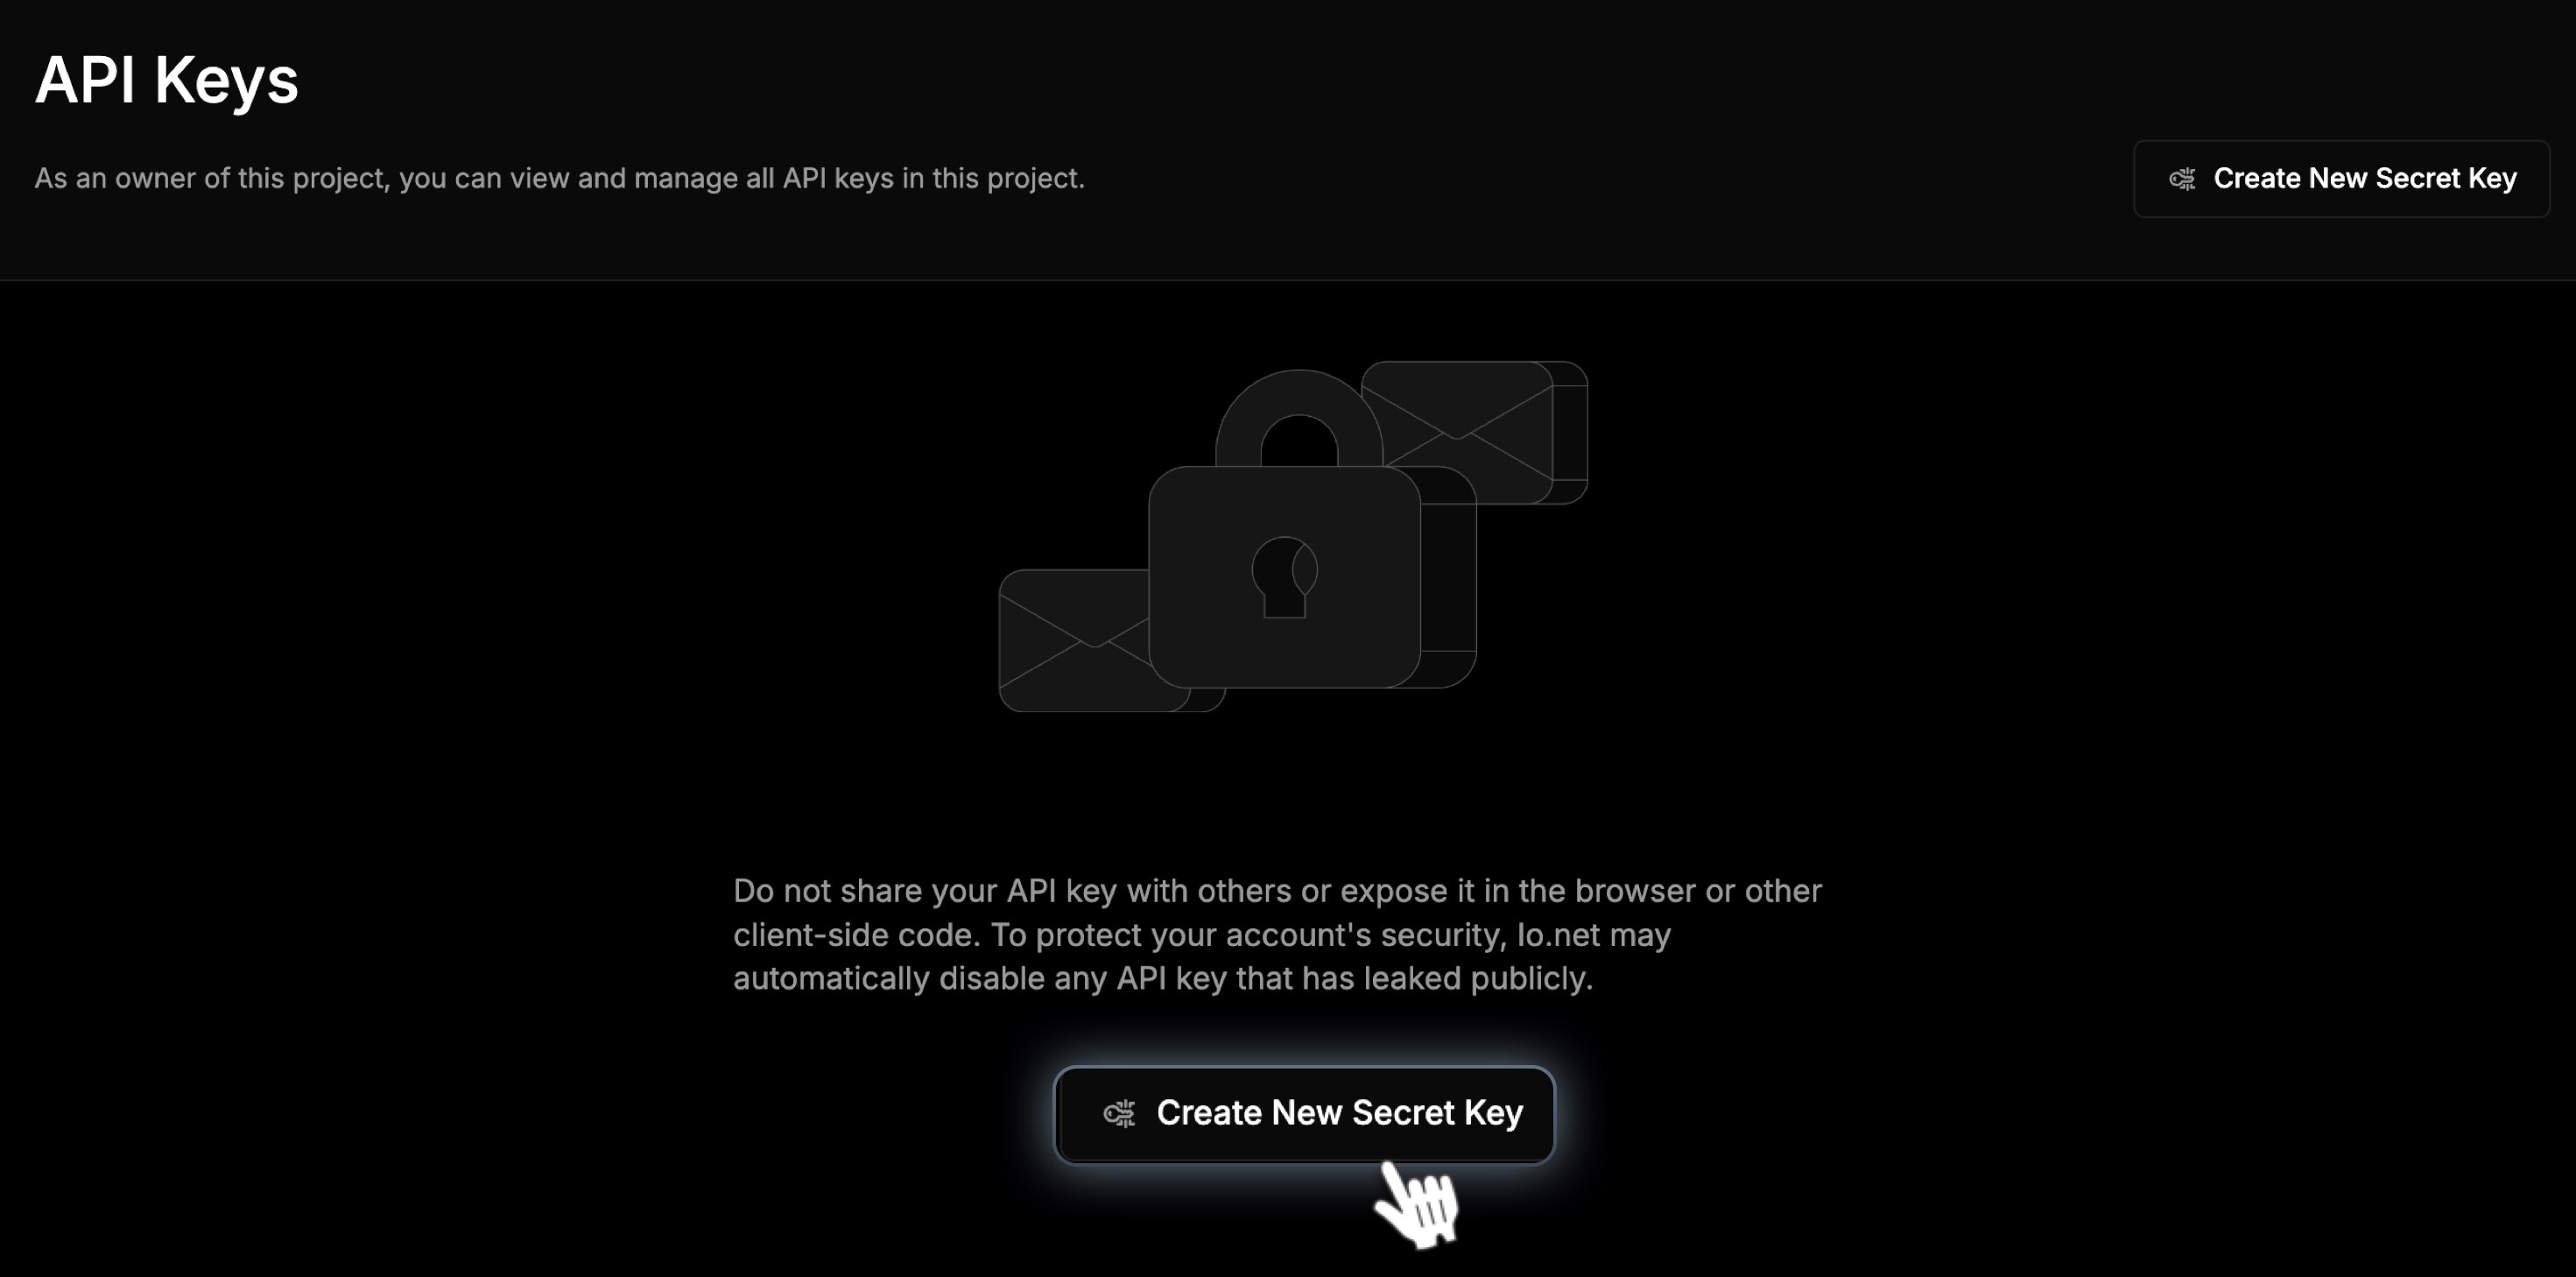 API Keys
As an owner of this project, you can view and manage all API keys in this project.
Create New Secret Key
Do not share your API key with others or expose it in the browser or other
client-side code. To protect your account's security, Io.net may
automatically disable any API key that has leaked publicly.
Create New Secret Key